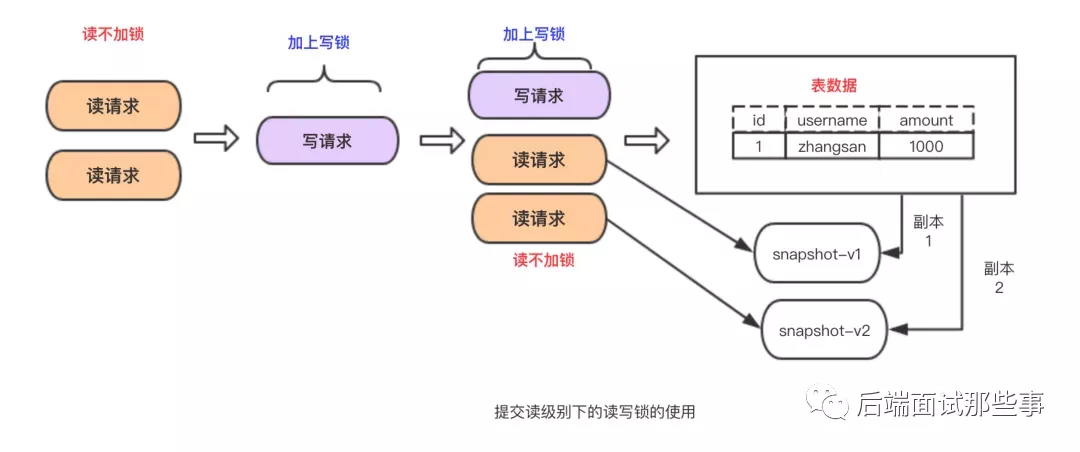 读不加锁
读请求
读请求
加上写锁
写请求
加上写锁
写请求
读请求
读请求
读不加锁
表数据
id username amount
1 zhangsan 1000
副本
1
snapshot-v1
副本
2
snapshot-v2
提交读级别下的读写锁的使用
后端面试那些事